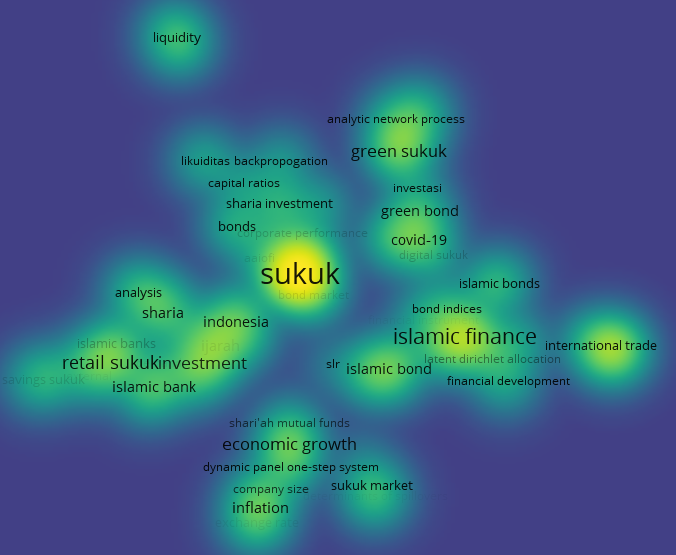 liquidity
analytic network process
green sukuk
likuiditas backpropogation
capital ratios
investasi
sharia investment
green bond
bonds
corporate performance
covid-19
digital sukuk
aaiofi
sukuk
islamic bonds
analysis
bond market
bond indices
sharia
indonesia
islamic finance
islamic banks
ijarah
international trade
retail sukuk investment
latent dirichlet allocation
slr
islamic bond
savings sukuk
islamic bank
financial development
shari'ah mutual funds
economic growth
dynamic panel one-step system
company size
sukuk market
inflation
exchange rate